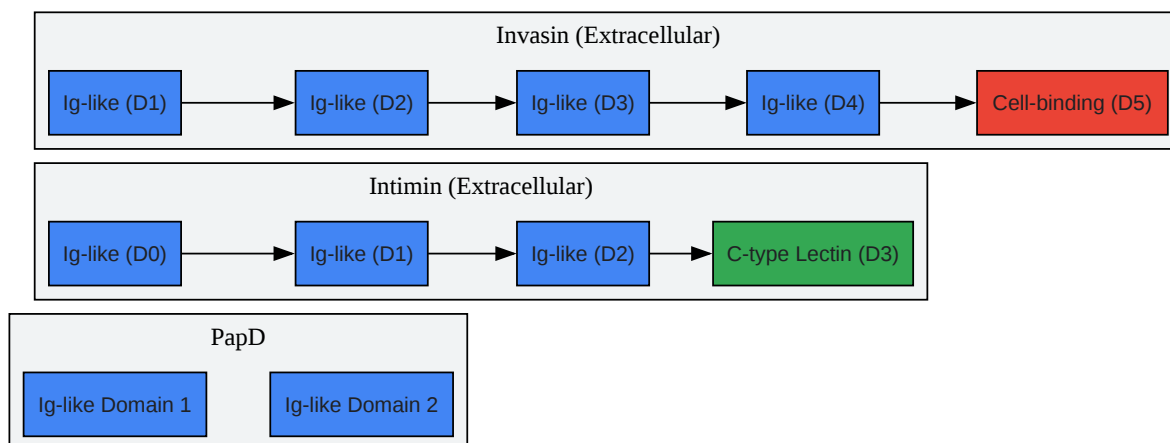 Invasin (Extracellular)
Ig-like (D1)
Ig-like (D2)
Ig-like (D3)
Ig-like (D4)
Cell-binding (D5)
Intimin (Extracellular)
Ig-like (D0)
Ig-like (D1)
Ig-like (D2)
C-type Lectin (D3)
PapD
Ig-like Domain 1
Ig-like Domain 2